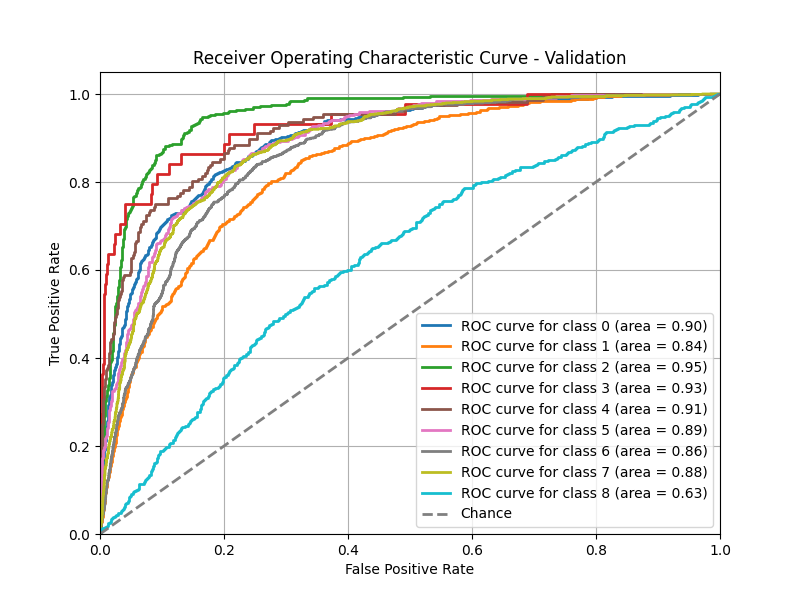 Receiver Operating Characteristic Curve - Validation
1.0
0.8
0.6
0.4
0.2
0.0
True Positive Rate
ROC curve for class 0 (area = 0.90)
ROC curve for class 1 (area = 0.84)
ROC curve for class 2 (area = 0.95)
ROC curve for class 3 (area = 0.93)
ROC curve for class 4 (area = 0.91)
ROC curve for class 5 (area = 0.89)
ROC curve for class 6 (area = 0.86)
ROC curve for class 7 (area = 0.88)
ROC curve for class 8 (area = 0.63)
Chance
0.0 0.2 0.4 0.6 0.8 1.0
False Positive Rate